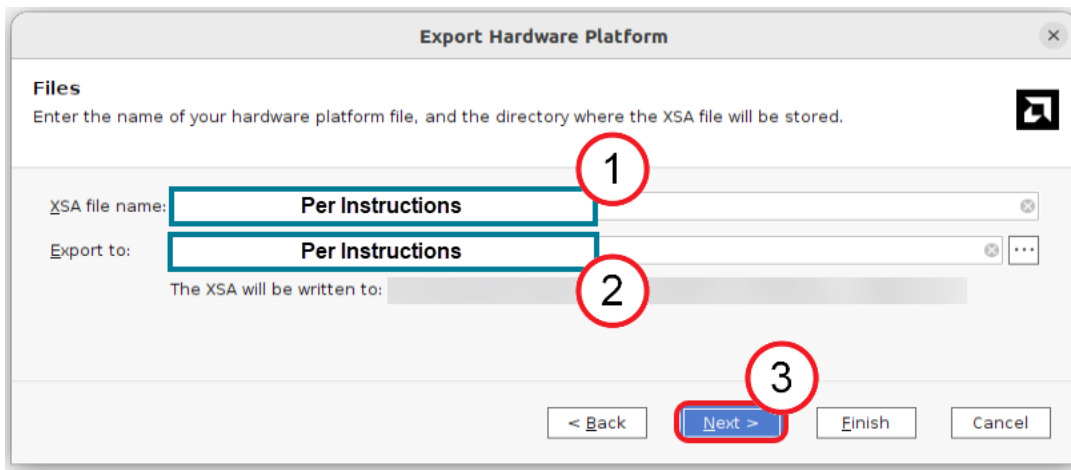 Export Hardware Platform
Files
Enter the name of your hardware platform file, and the directory where the XSA file will be stored.
1
XSA file name: Per Instructions
Export to: Per Instructions ...
The XSA will be written to:
2
3
< Back Next > Finish Cancel